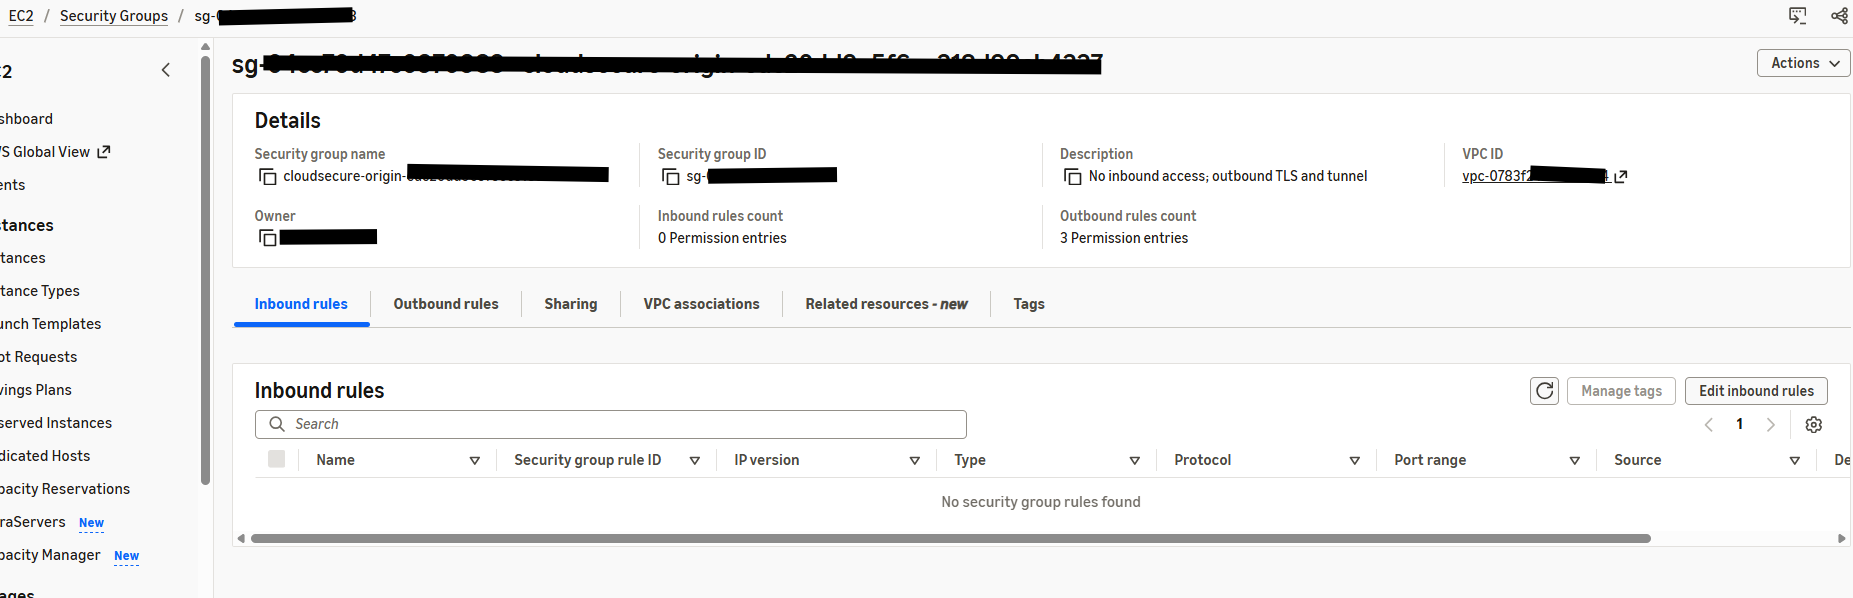 EC2 / Security Groups / sg-
C2
shboard
VS Global View
ents
stances
tances
tance Types
unch Templates
ot Requests
vings Plans
served Instances
dicated Hosts
pacity Reservations
raServers New
pacity Manager New
ages
sg-
Actions
Details
Security group name
cloudsecure-origin-
Security group ID
sg-
Description
No inbound access; outbound TLS and tunnel
VPC ID
vpc-0783f
Owner
Inbound rules count
0 Permission entries
Outbound rules count
3 Permission entries
Inbound rules
Outbound rules
Sharing
VPC associations
Related resources - new
Tags
Inbound rules
Manage tags
Edit inbound rules
Search
1
Name
Security group rule ID
IP version
Type
Protocol
Port range
Source
De
No security group rules found